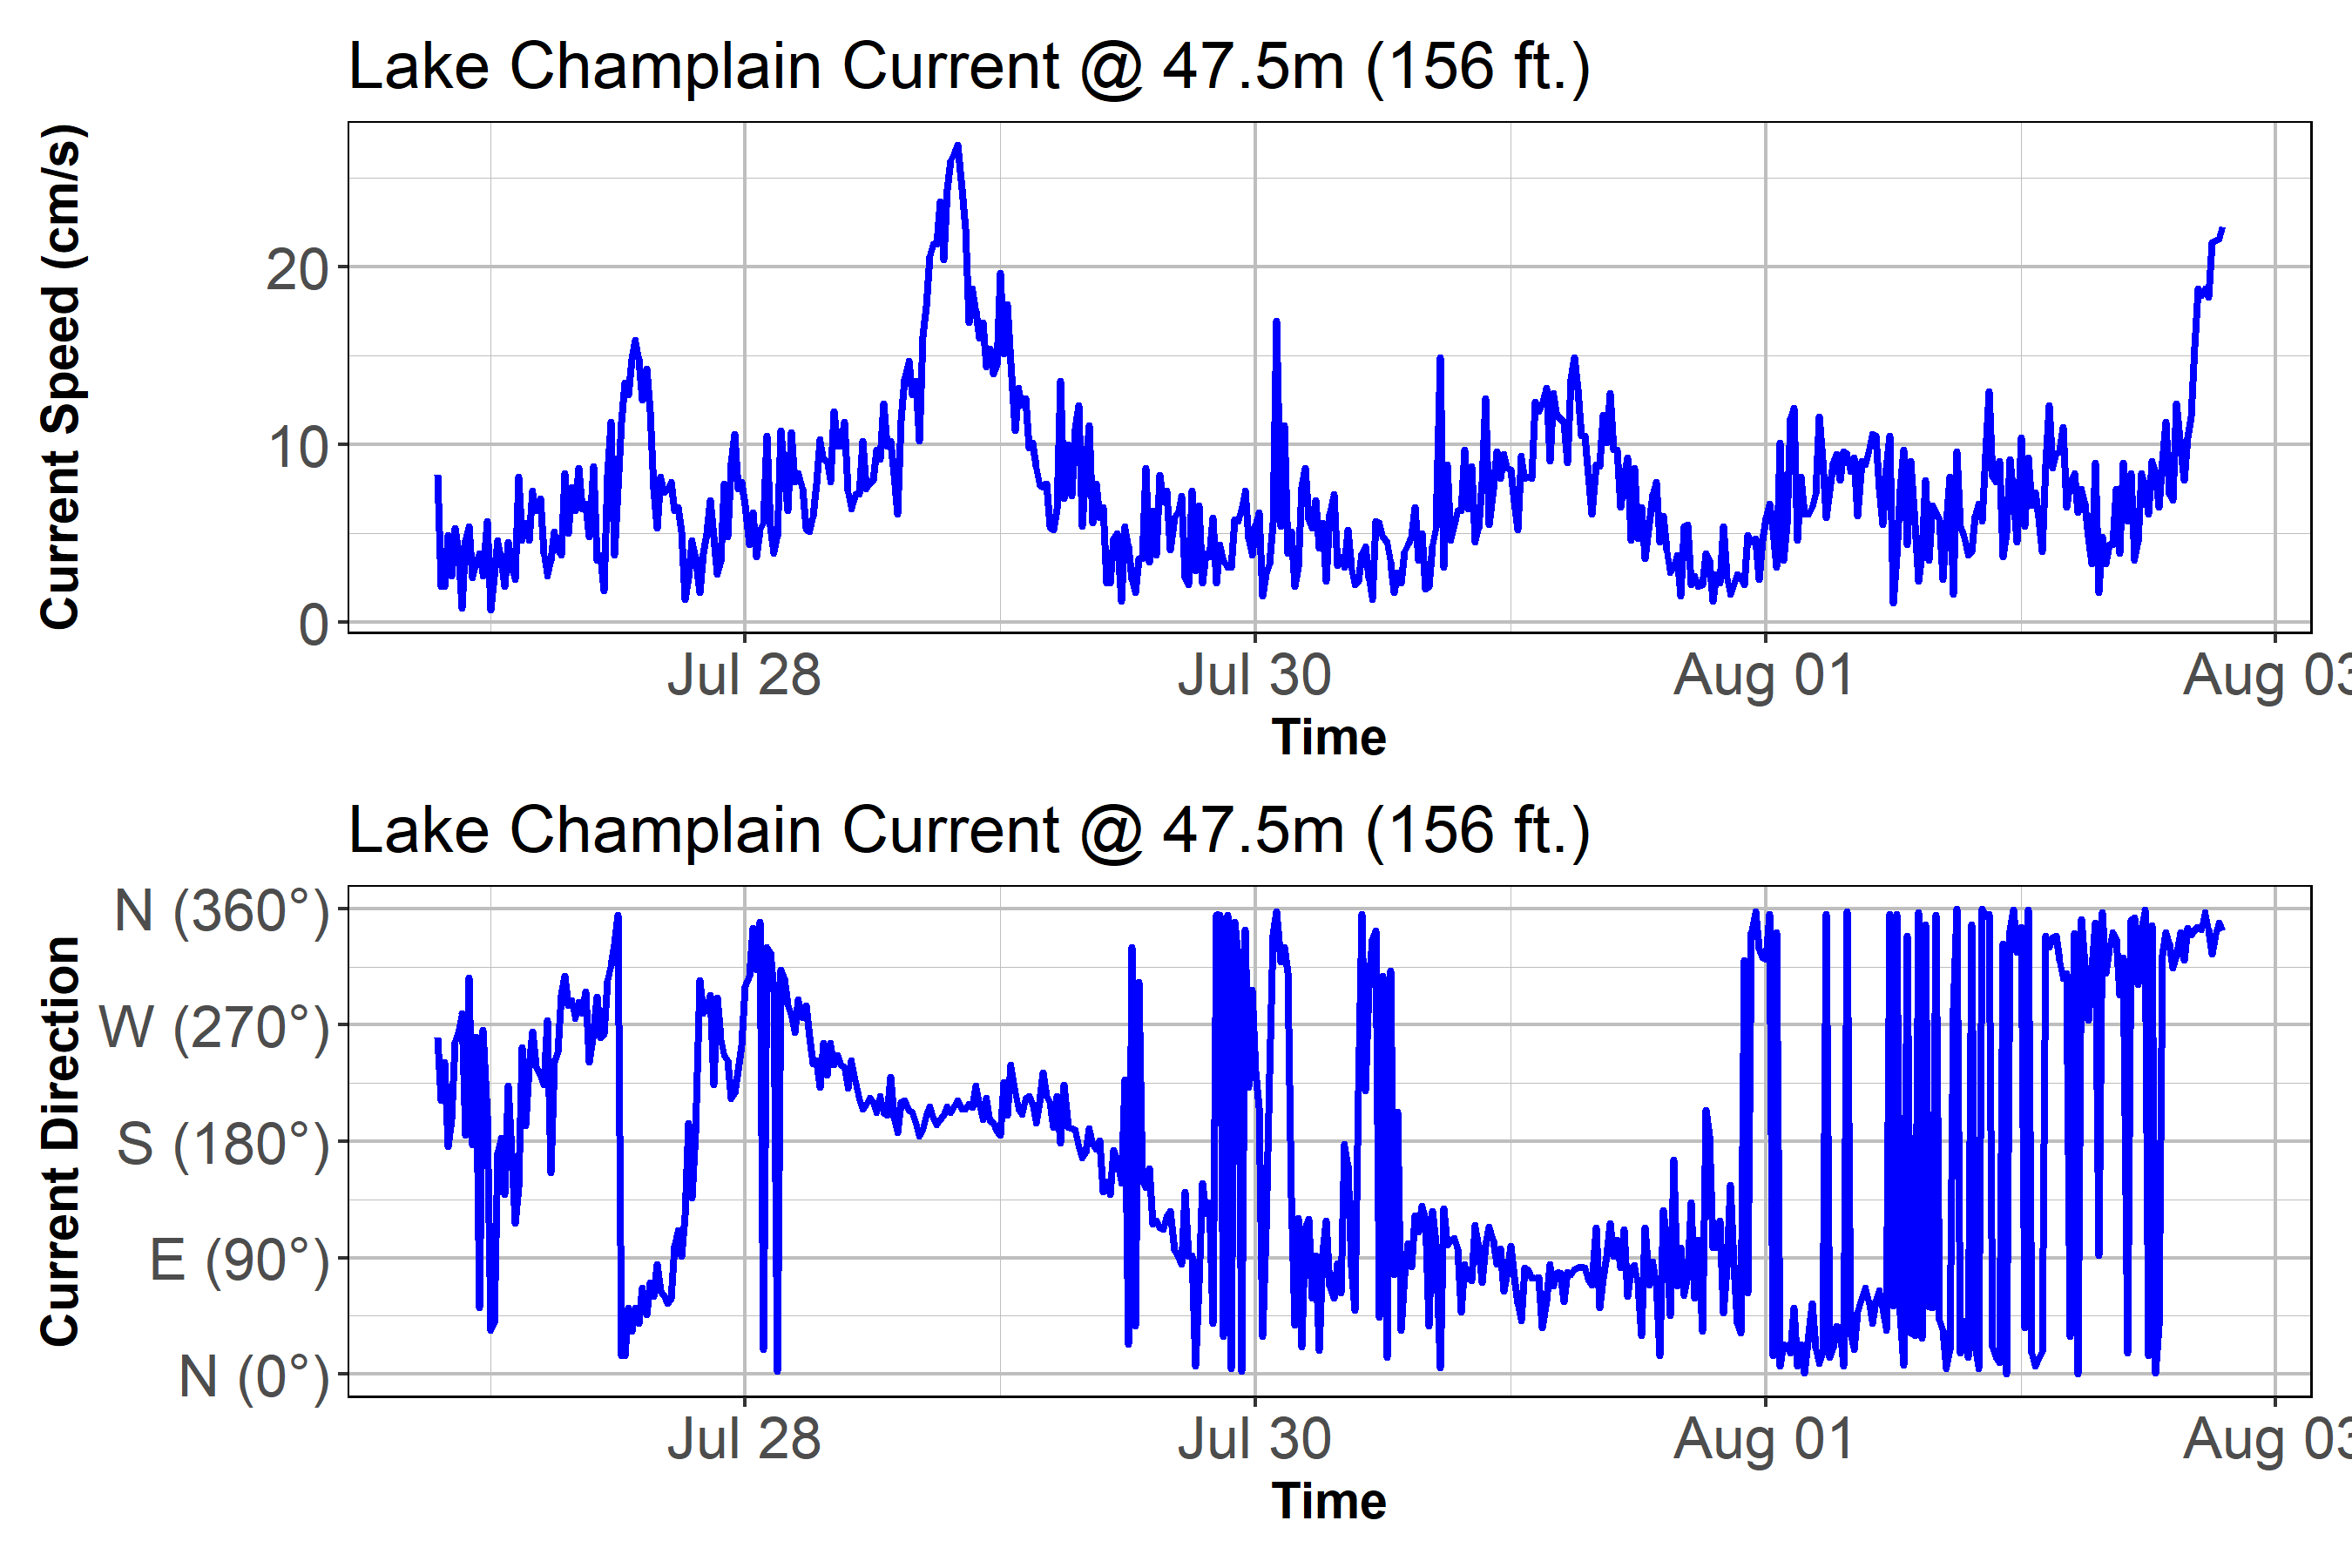 Lake Champlain Current @ 47.5m (156 ft.)
Current Speed (cm/s)
20
10
0
Jul 28
Jul 30
Aug 01
Aug 03
Time
Lake Champlain Current @ 47.5m (156 ft.)
Current Direction
N (360°)
W (270°)
S (180°)
E (90°)
N (0°)
Jul 28
Jul 30
Aug 01
Aug 03
Time